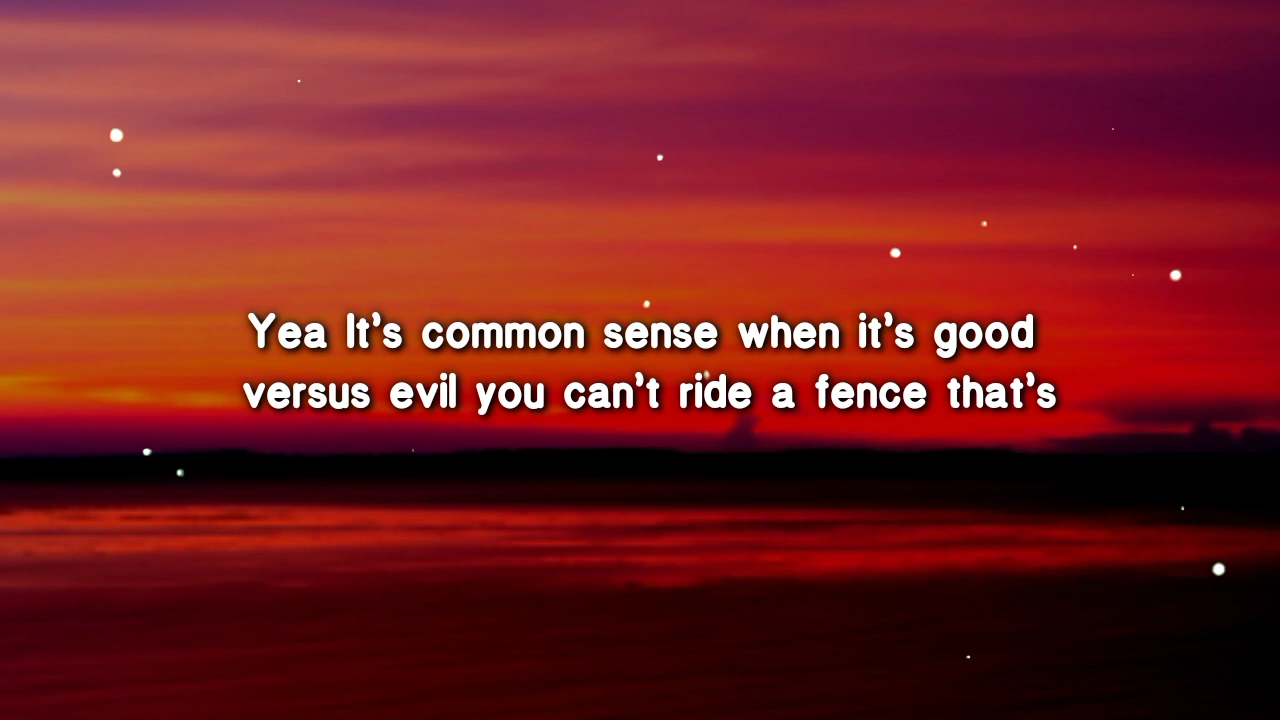 Yea It's common sense when it's good
versus evil you can't ride a fence that's